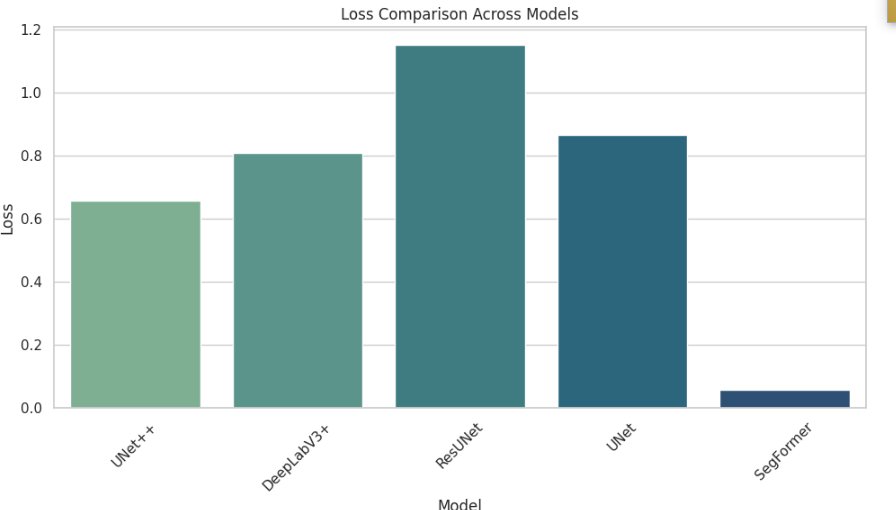 Loss Comparison Across Models
1.2
1.0
0.8
0.6
0.4
0.2
0.0
Loss
UNet++
DeepLabV3+
ResUNet
UNet
SegFormer
Model